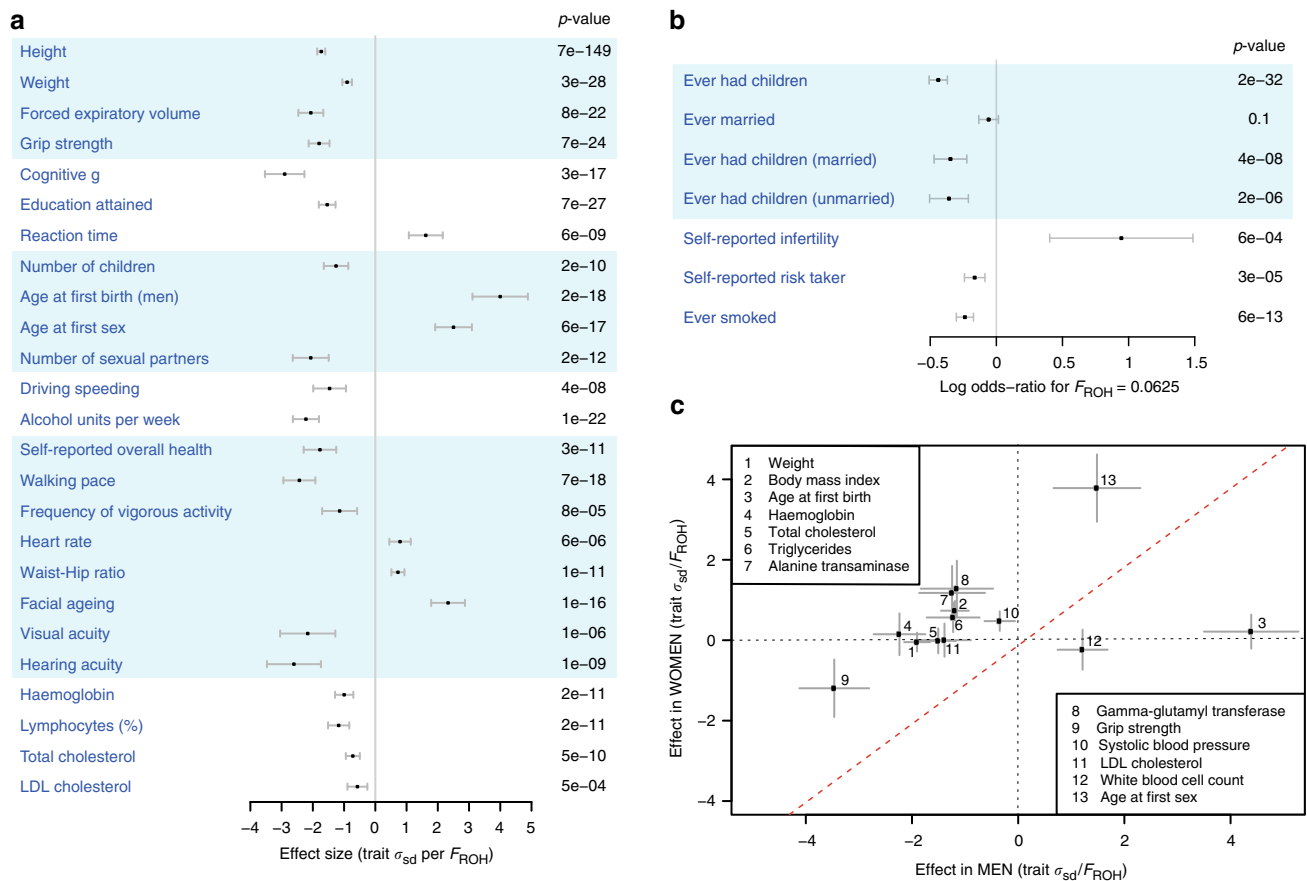 a
p-value
Height 7e−149
Weight 3e−28
Forced expiratory volume 8e−22
Grip strength 7e−24
Cognitive g 3e−17
Education attained 7e−27
Reaction time 6e−09
Number of children 2e−10
Age at first birth (men) 2e−18
Age at first sex 6e−17
Number of sexual partners 2e−12
Driving speeding 4e−08
Alcohol units per week 1e−22
Self-reported overall health 3e−11
Walking pace 7e−18
Frequency of vigorous activity 8e−05
Heart rate 6e−06
Waist-Hip ratio 1e−11
Facial ageing 1e−16
Visual acuity 1e−06
Hearing acuity 1e−09
Haemoglobin 2e−11
Lymphocytes (%) 2e−11
Total cholesterol 5e−10
LDL cholesterol 5e−04
−4 −3 −2 −1 0 1 2 3 4 5
Effect size (trait σsd per FROH)
b
p-value
Ever had children 2e−32
Ever married 0.1
Ever had children (married) 4e−08
Ever had children (unmarried) 2e−06
Self-reported infertility 6e−04
Self-reported risk taker 3e−05
Ever smoked 6e−13
−0.5 0 0.5 1 1.5
Log odds−ratio for FROH = 0.0625
c
Effect in WOMEN (trait σsd/FROH)
4
2
0
−2
−4
1 Weight
2 Body mass index
3 Age at first birth
4 Haemoglobin
5 Total cholesterol
6 Triglycerides
7 Alanine transaminase
13
8
7
2
10
6
4
5
3
1
11
12
9
8 Gamma-glutamyl transferase
9 Grip strength
10 Systolic blood pressure
11 LDL cholesterol
12 White blood cell count
13 Age at first sex
−4 −2 0 2 4
Effect in MEN (trait σsd/FROH)